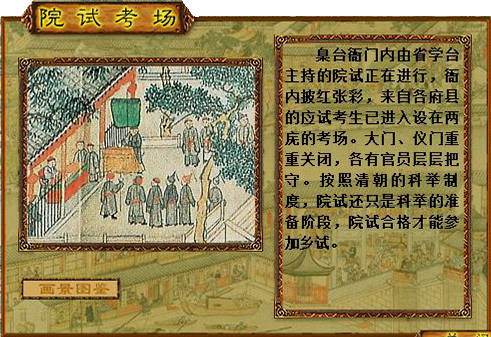 院试考场
臬台衙门内由省学台
主持的院试正在进行，衙
内披红张彩，来自各府县
的应试考生已进入设在两
庑的考场。大门、仪门重
重关闭，各有官员层层把
守。按照清朝的科举制
度，院试还只是科举的准
备阶段，院试合格才能参
加乡试。
画景图鉴